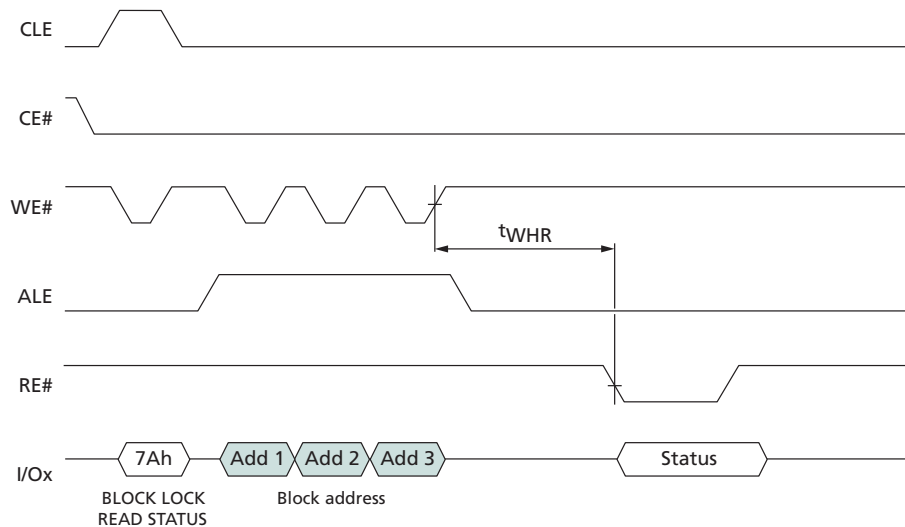 CLE
CE#
WE#
tWHR
ALE
RE#
I/Ox
7Ah
Add 1
Add 2
Add 3
Status
BLOCK LOCK
READ STATUS
Block address